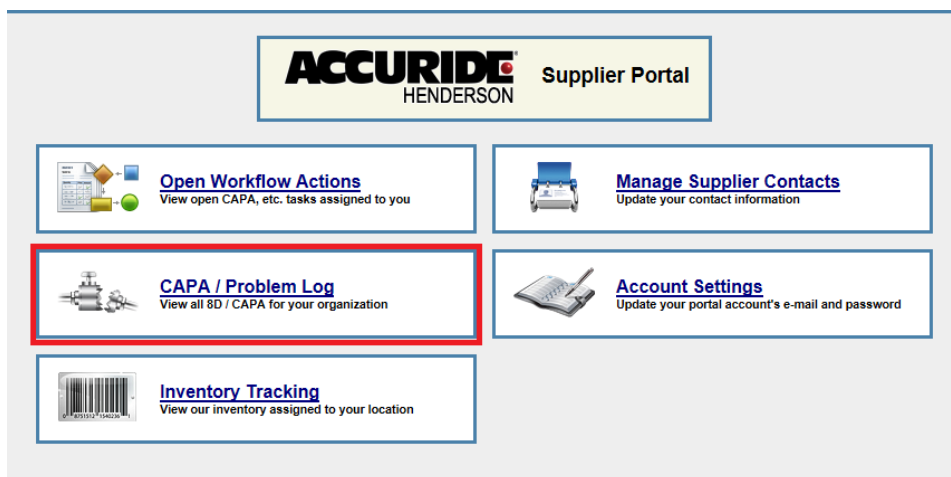 ACCURIDE
HENDERSON
Supplier Portal
Open Workflow Actions
View open CAPA, etc. tasks assigned to you
Manage Supplier Contacts
Update your contact information
CAPA / Problem Log
View all 8D / CAPA for your organization
Account Settings
Update your portal account's e-mail and password
Inventory Tracking
View our inventory assigned to your location